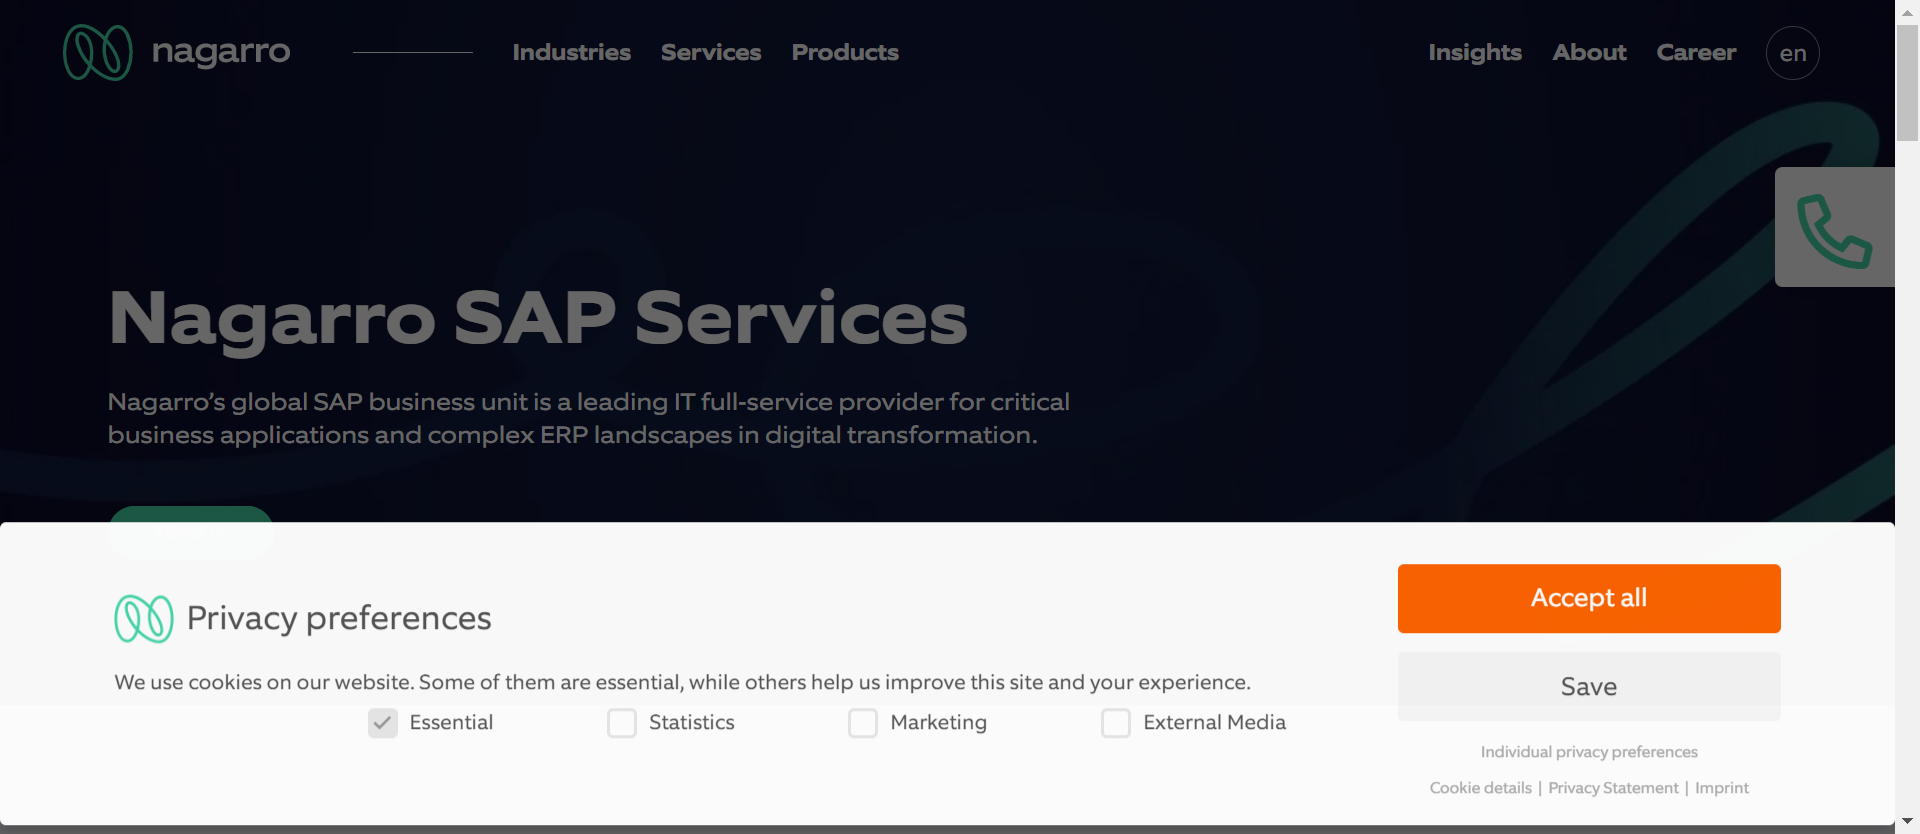 nagarro
Industries
Services
Products
Insights
About
Career
en
Nagarro SAP Services
Nagarro’s global SAP business unit is a leading IT full-service provider for critical
business applications and complex ERP landscapes in digital transformation.
Privacy preferences
We use cookies on our website. Some of them are essential, while others help us improve this site and your experience.
Essential
Statistics
Marketing
External Media
Accept all
Save
Individual privacy preferences
Cookie details | Privacy Statement | Imprint